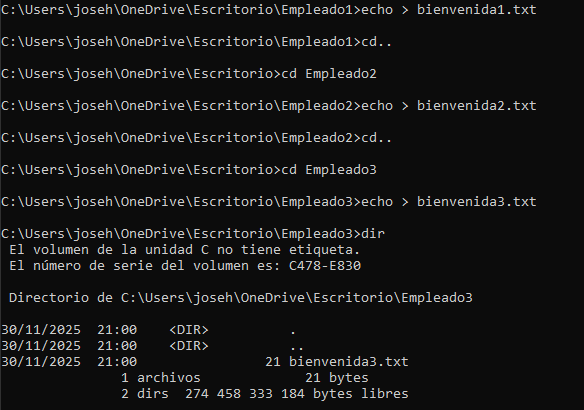 C:\Users\joseh\OneDrive\Escritorio\Empleado1>echo > bienvenida1.txt
C:\Users\joseh\OneDrive\Escritorio\Empleado1>cd..
C:\Users\joseh\OneDrive\Escritorio>cd Empleado2
C:\Users\joseh\OneDrive\Escritorio\Empleado2>echo > bienvenida2.txt
C:\Users\joseh\OneDrive\Escritorio\Empleado2>cd..
C:\Users\joseh\OneDrive\Escritorio>cd Empleado3
C:\Users\joseh\OneDrive\Escritorio\Empleado3>echo > bienvenida3.txt
C:\Users\joseh\OneDrive\Escritorio\Empleado3>dir
 El volumen de la unidad C no tiene etiqueta.
 El número de serie del volumen es: C478-E830
 Directorio de C:\Users\joseh\OneDrive\Escritorio\Empleado3
30/11/2025  21:00    <DIR>          .
30/11/2025  21:00    <DIR>          ..
30/11/2025  21:00                21 bienvenida3.txt
               1 archivos             21 bytes
               2 dirs  274 458 333 184 bytes libres